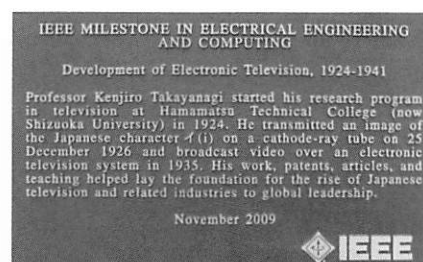 IEEE MILESTONE IN ELECTRICAL ENGINEERING
AND COMPUTING
Development of Electronic Television, 1924-1941
Professor Kenjiro Takayanagi started his research program
in television at Hamamatsu Technical College (now
Shizuoka University) in 1924. He transmitted an image of
the Japanese character イ(i) on a cathode-ray tube on 25
December 1926 and broadcast video over an electronic
television system in 1935. His work, patents, articles, and
teaching helped lay the foundation for the rise of Japanese
television and related industries to global leadership.
November 2009
IEEE